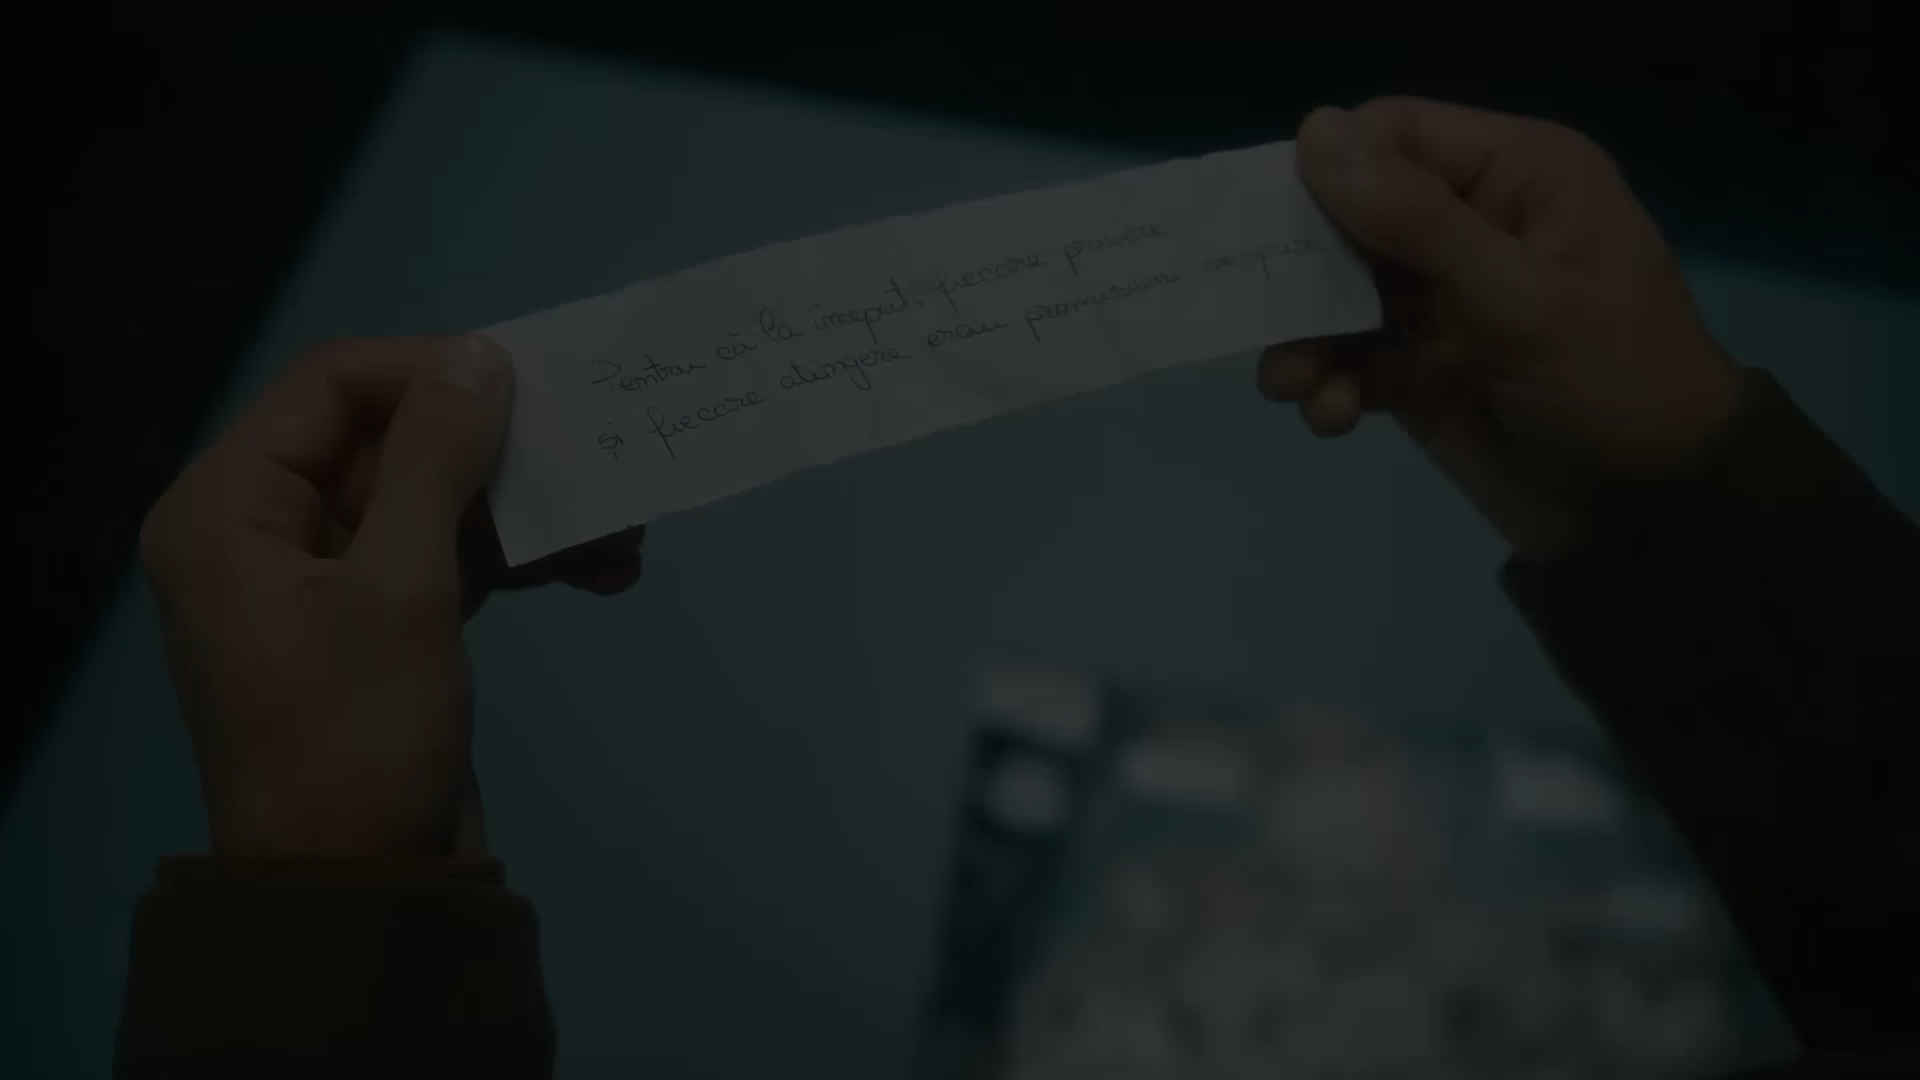 Pentru că la început, fiecare privire
și fiecare atingere erau promisiuni